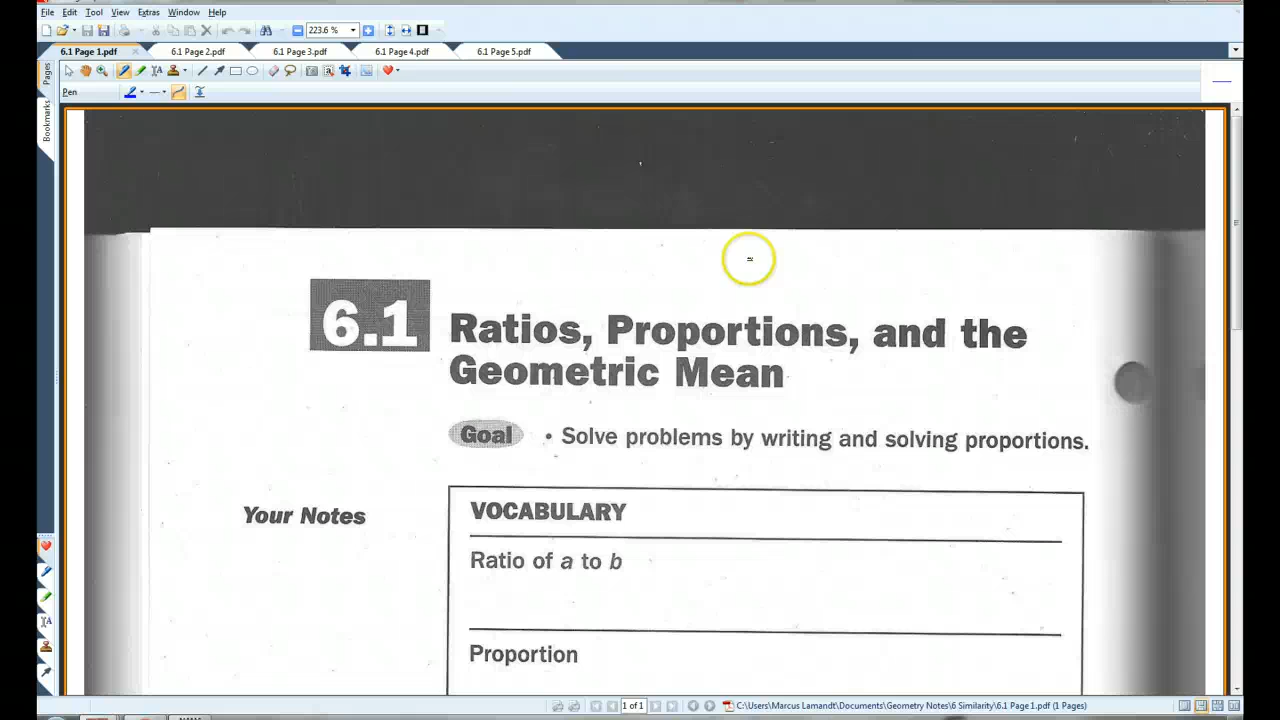 File Edit Tool View Extras Window Help
223.6 %
6.1 Page 1.pdf 6.1 Page 2.pdf 6.1 Page 3.pdf 6.1 Page 4.pdf 6.1 Page 5.pdf
Pages
Bookmarks
Pen
6.1 Ratios, Proportions, and the
Geometric Mean
Goal • Solve problems by writing and solving proportions.
Your Notes
VOCABULARY
Ratio of a to b
Proportion
1 of 1
C:\Users\Marcus Lamandt\Documents\Geometry Notes\6 Similarity\6.1 Page 1.pdf (1 Pages)